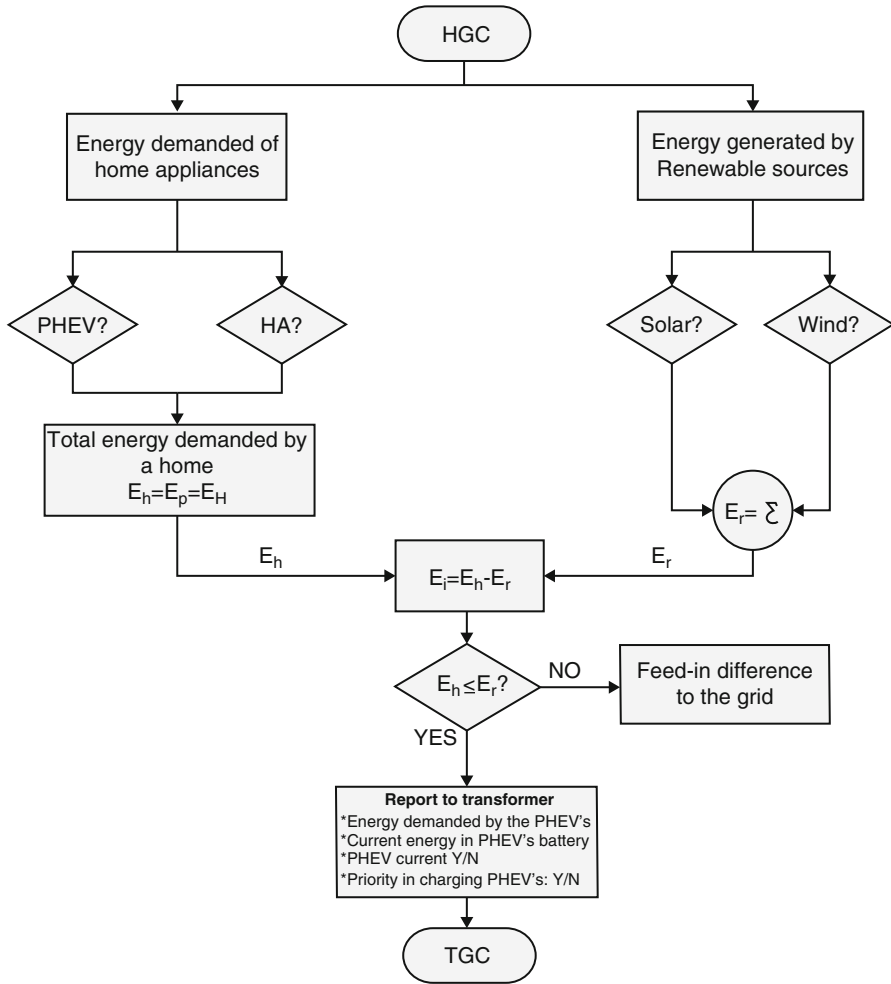 HGC
Energy demanded of
home appliances
Energy generated by
Renewable sources
PHEV?
HA?
Solar?
Wind?
Total energy demanded by
a home
Eₕ=Eₚ=E_H
Eᵣ= Σ
Eₕ
Eᵣ
Eᵢ=Eₕ-Eᵣ
Eₕ≤Eᵣ?
NO
Feed-in difference
to the grid
YES
Report to transformer
*Energy demanded by the PHEV's
*Current energy in PHEV's battery
*PHEV current Y/N
*Priority in charging PHEV's: Y/N
TGC